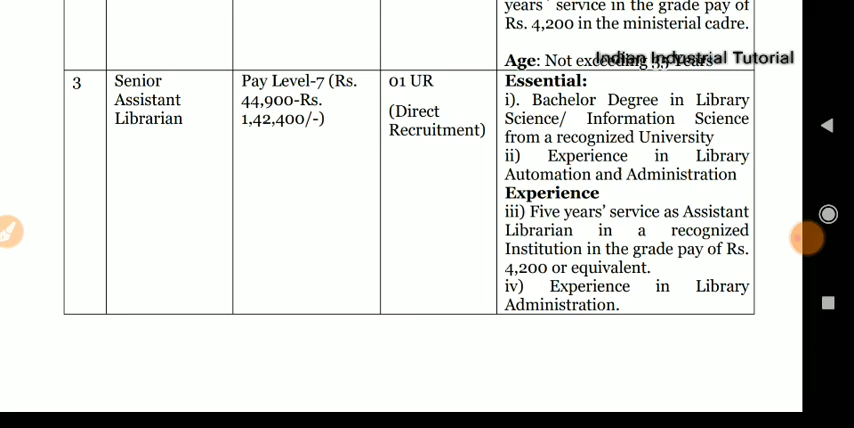 years' service in the grade pay of
Rs. 4,200 in the ministerial cadre.
Age: Not exceeding 35 Years
Indian Industrial Tutorial
3
Senior
Assistant
Librarian
Pay Level-7 (Rs.
44,900-Rs.
1,42,400/-)
01 UR
(Direct
Recruitment)
Essential:
i). Bachelor Degree in Library
Science/ Information Science
from a recognized University
ii) Experience in Library
Automation and Administration
Experience
iii) Five years' service as Assistant
Librarian in a recognized
Institution in the grade pay of Rs.
4,200 or equivalent.
iv) Experience in Library
Administration.